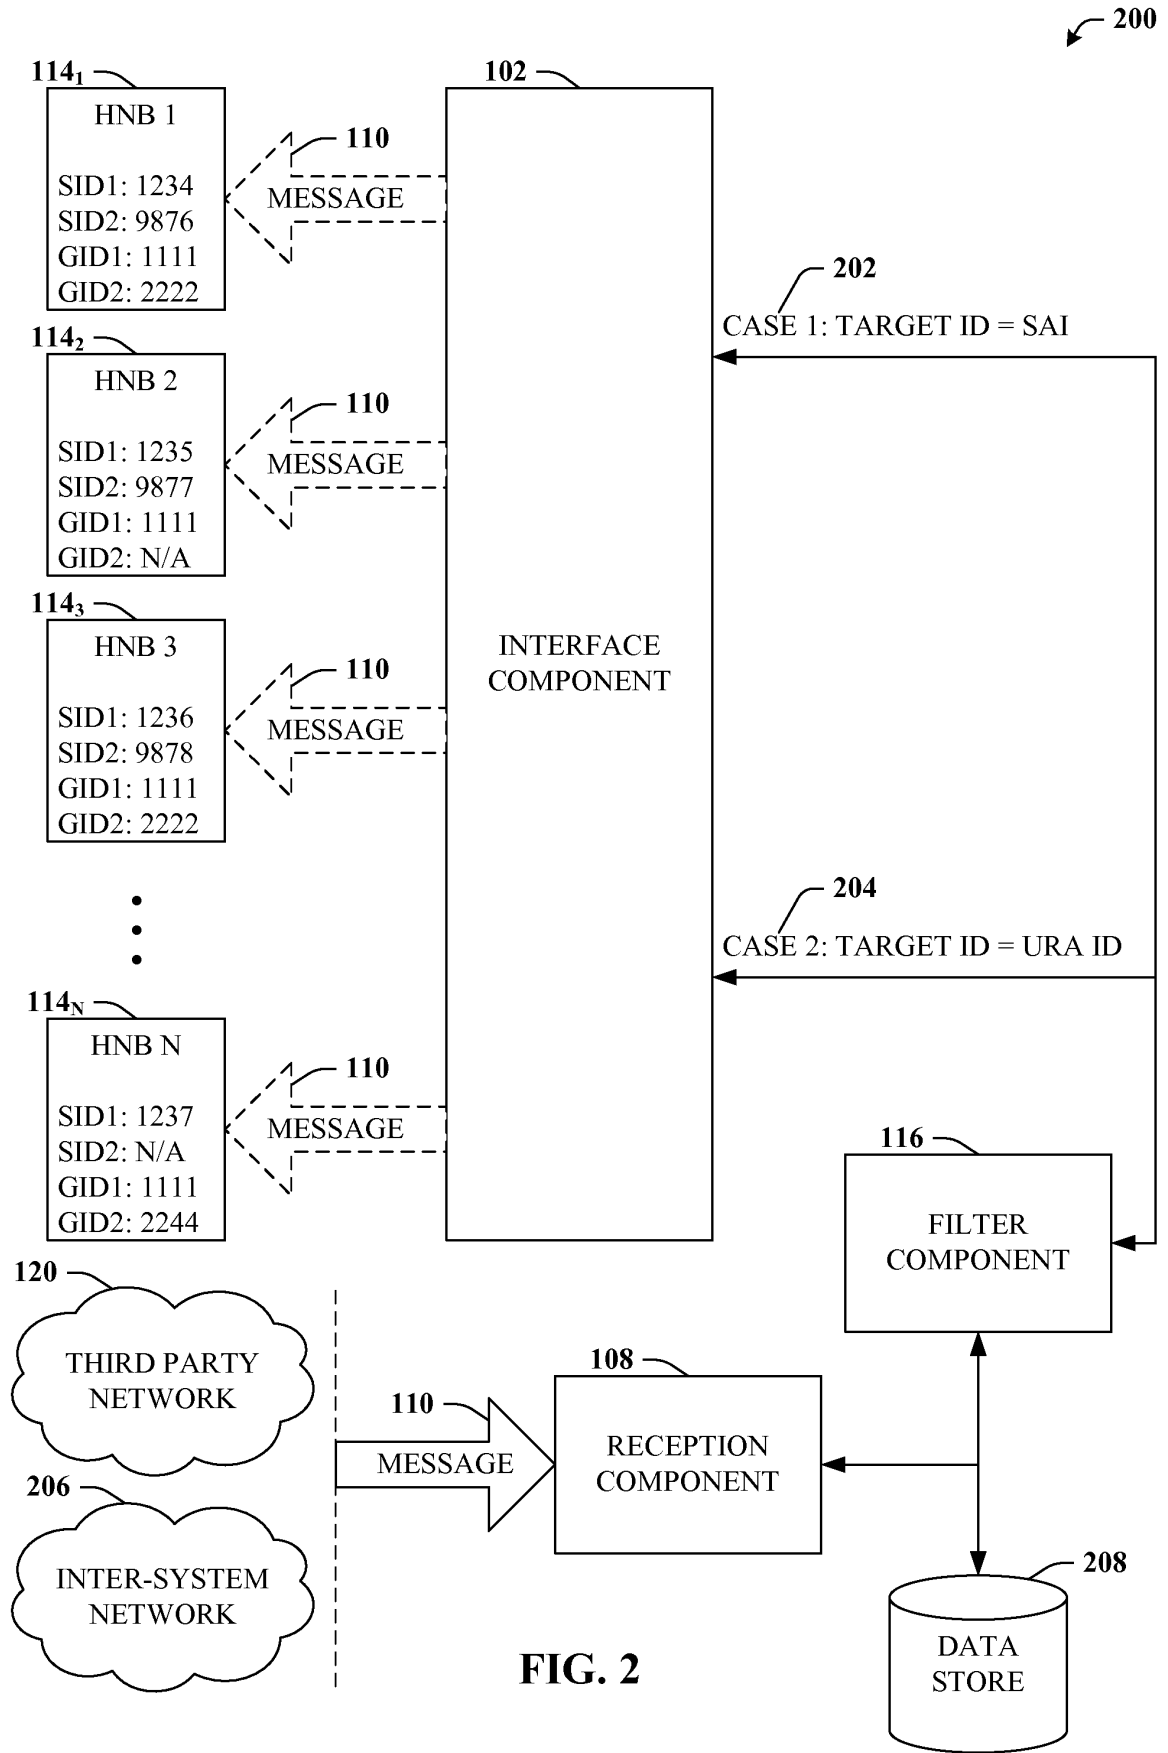 200
114₁
HNB 1
SID1: 1234
SID2: 9876
GID1: 1111
GID2: 2222
110
MESSAGE
102
INTERFACE
COMPONENT
202
CASE 1: TARGET ID = SAI
114₂
HNB 2
SID1: 1235
SID2: 9877
GID1: 1111
GID2: N/A
110
MESSAGE
114₃
HNB 3
SID1: 1236
SID2: 9878
GID1: 1111
GID2: 2222
110
MESSAGE
204
CASE 2: TARGET ID = URA ID
114N
HNB N
SID1: 1237
SID2: N/A
GID1: 1111
GID2: 2244
110
MESSAGE
116
FILTER
COMPONENT
120
THIRD PARTY
NETWORK
206
INTER-SYSTEM
NETWORK
110
MESSAGE
108
RECEPTION
COMPONENT
208
DATA
STORE
FIG. 2